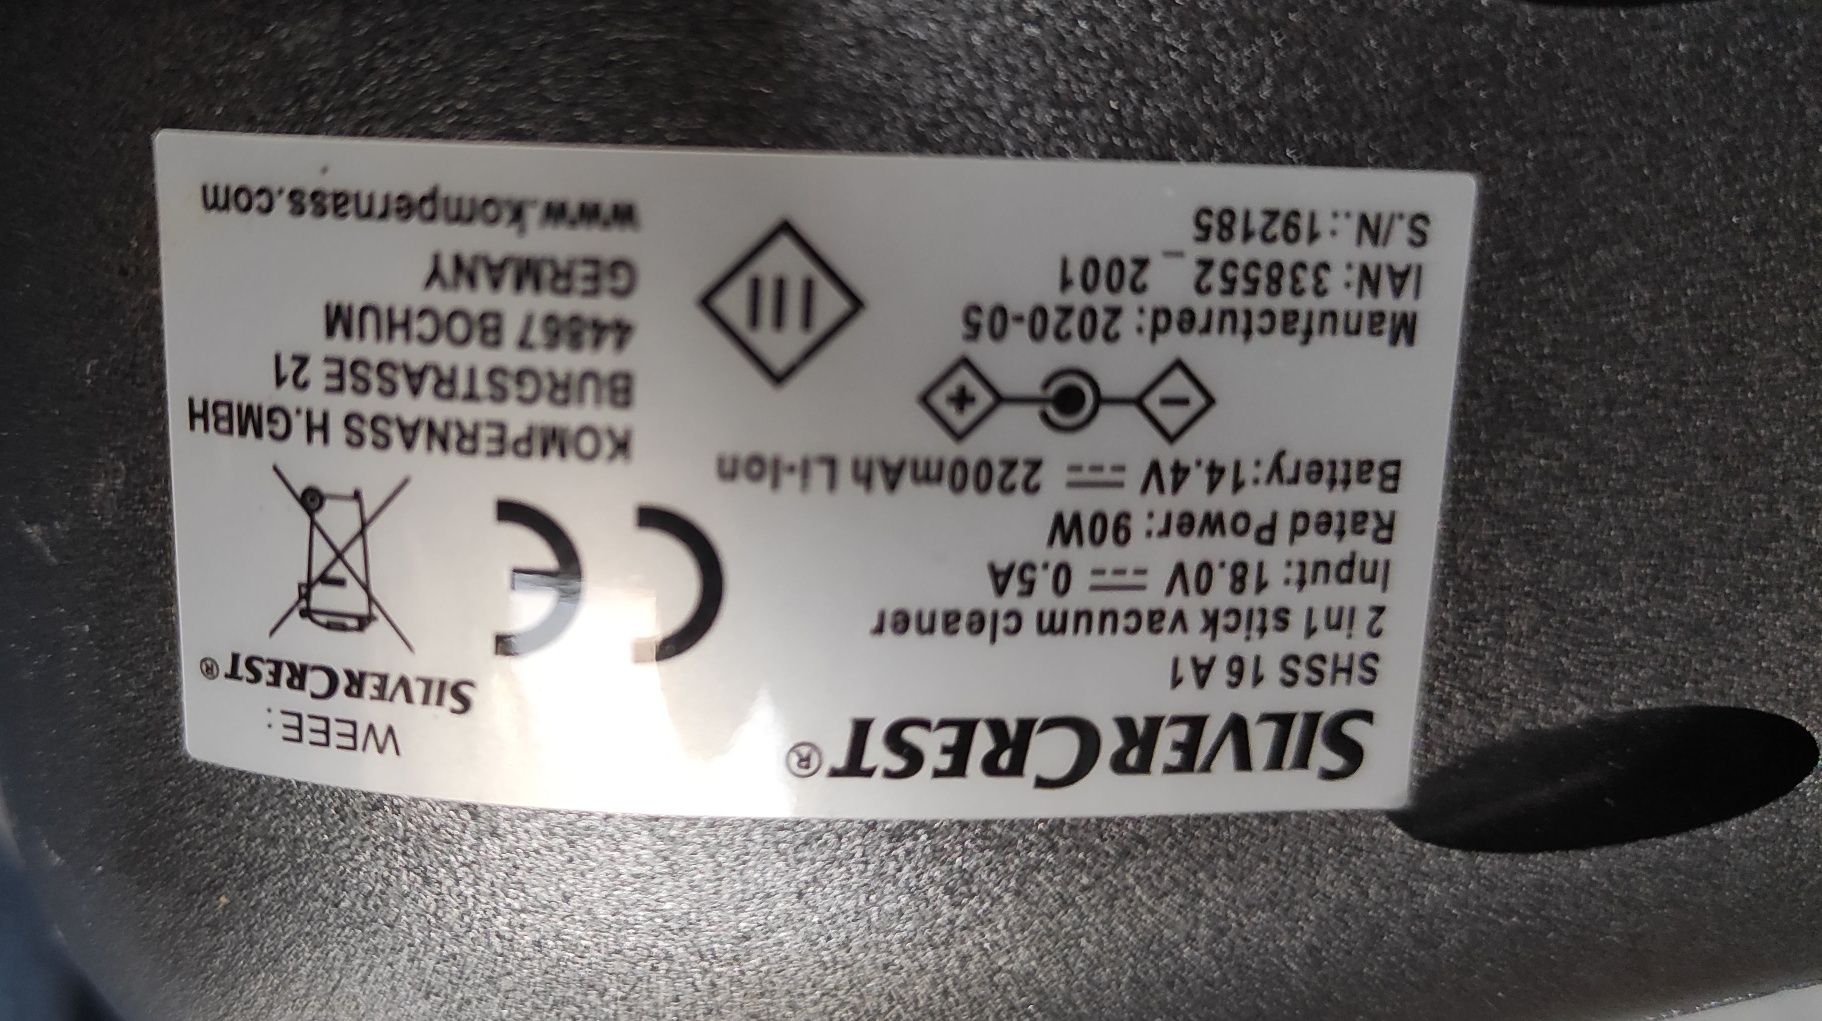 SILVERCREST®
SHSS 16 A1
2 in1 stick vacuum cleaner
Input: 18.0V ⎓ 0.5A
Rated Power: 90W
Battery:14.4V ⎓ 2200mAh Li-Ion
− +
Manufactured: 2020-05
IAN: 338552_2001
S./N.:192185
III
CE
WEEE:
SILVERCREST®
KOMPERNASS H.GMBH
BURGSTRASSE 21
44867 BOCHUM
GERMANY
www.kompernass.com